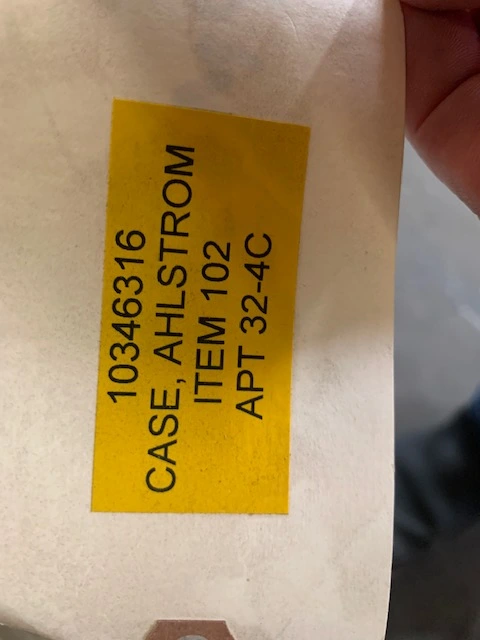 10346316
CASE, AHLSTROM
ITEM 102
APT 32-4C